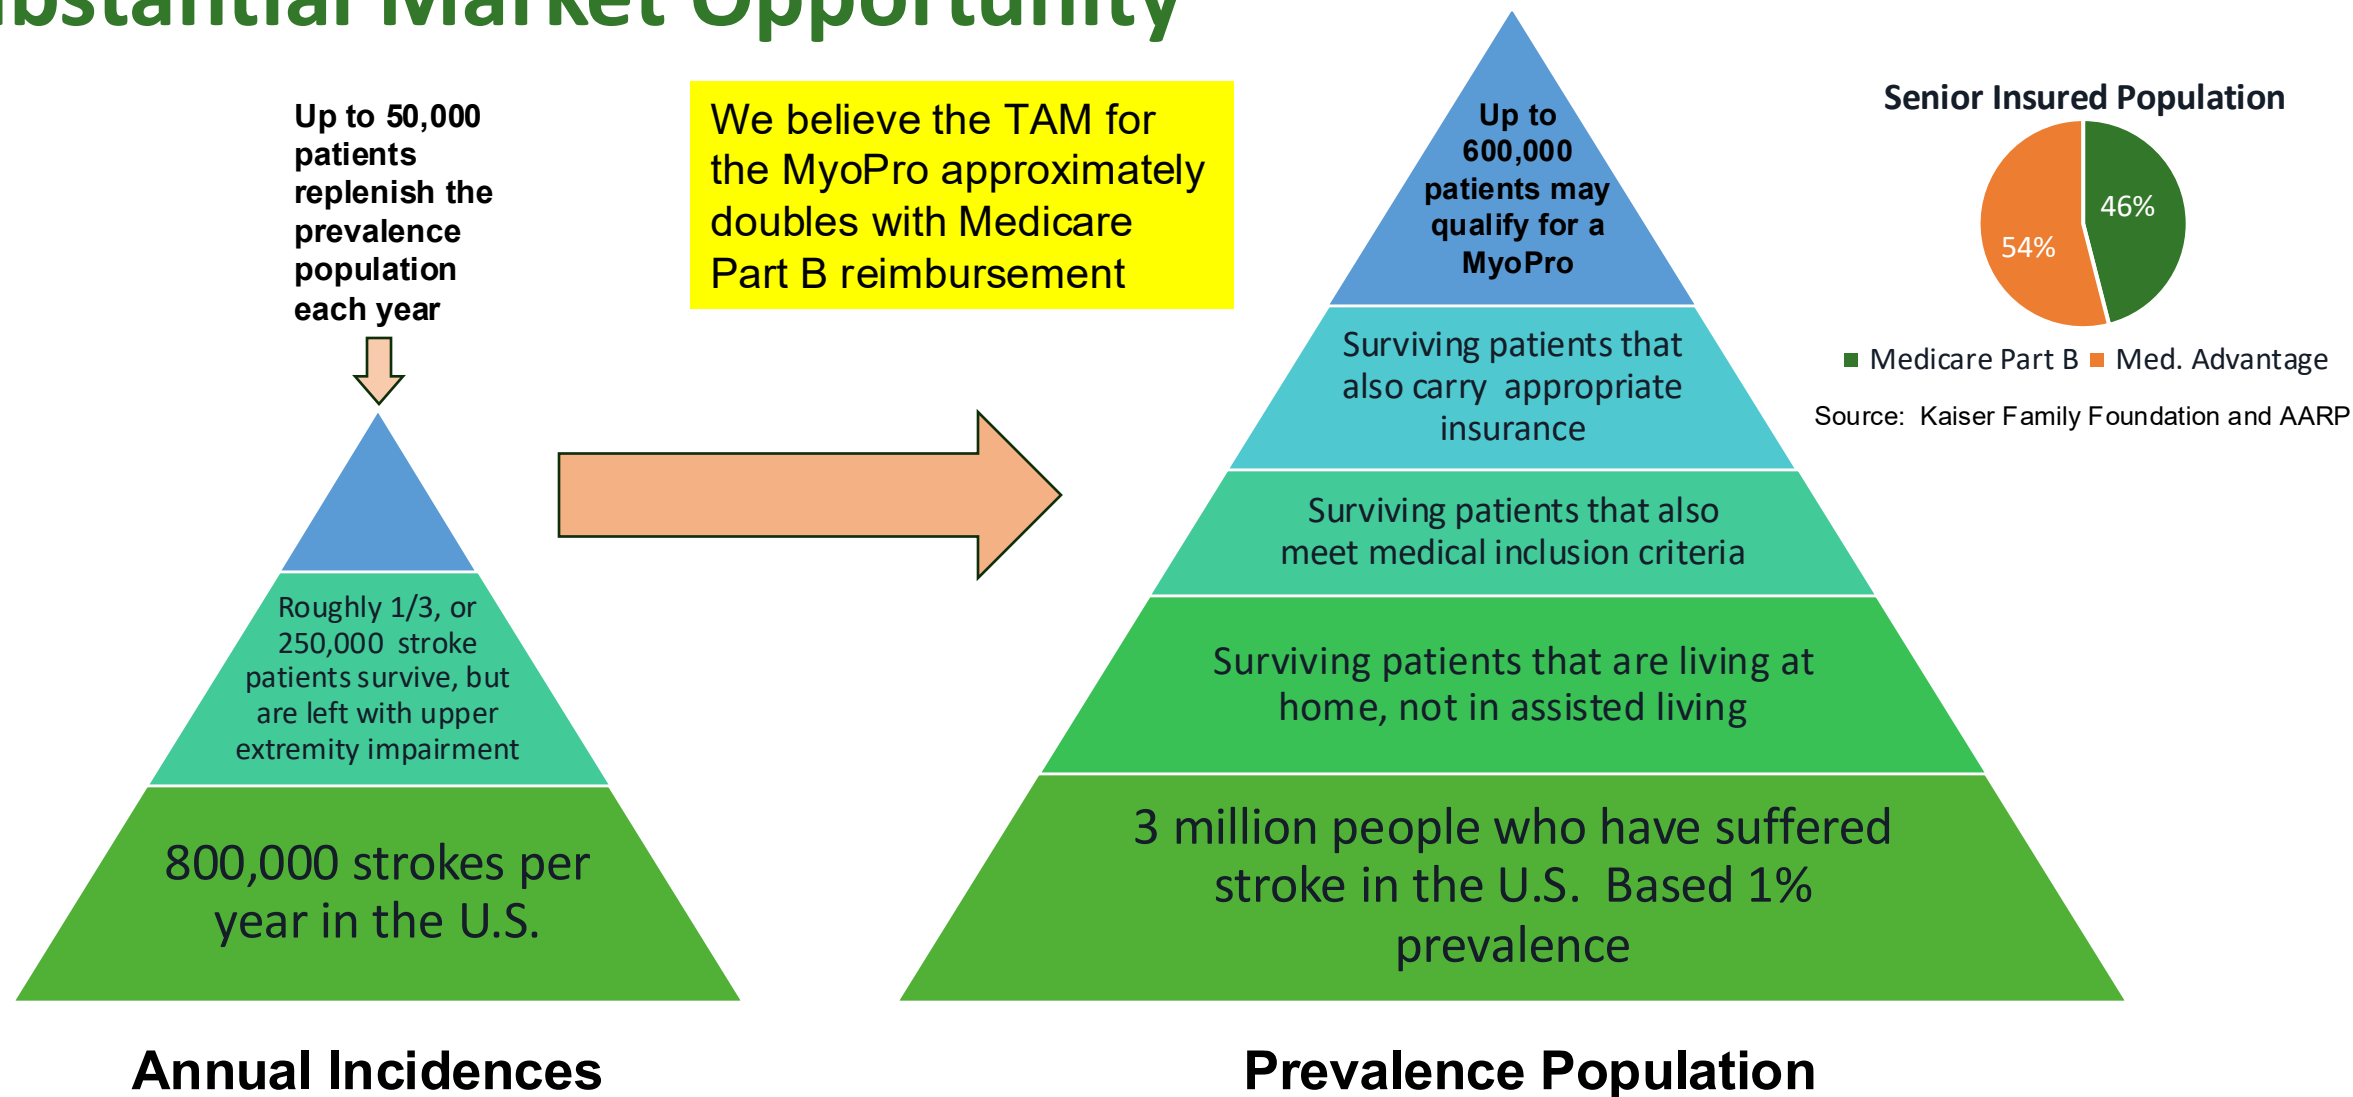 bstantial Market Opportunity
Up to 50,000
patients
replenish the
prevalence
population
each year
We believe the TAM for
the MyoPro approximately
doubles with Medicare
Part B reimbursement
Roughly 1/3, or
250,000 stroke
patients survive, but
are left with upper
extremity impairment
800,000 strokes per
year in the U.S.
Annual Incidences
Up to
600,000
patients may
qualify for a
MyoPro
Surviving patients that
also carry appropriate
insurance
Surviving patients that also
meet medical inclusion criteria
Surviving patients that are living at
home, not in assisted living
3 million people who have suffered
stroke in the U.S. Based 1%
prevalence
Prevalence Population
Senior Insured Population
46%
54%
Medicare Part B Med. Advantage
Source: Kaiser Family Foundation and AARP